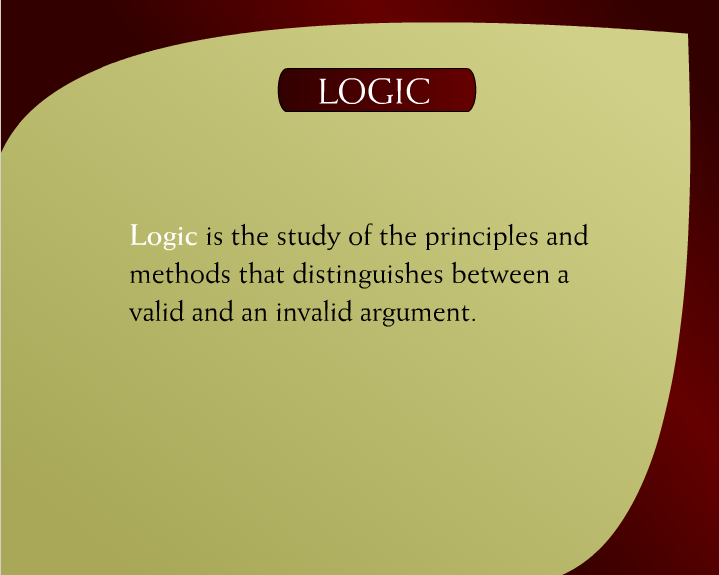 LOGIC
Logic is the study of the principles and
methods that distinguishes between a
valid and an invalid argument.